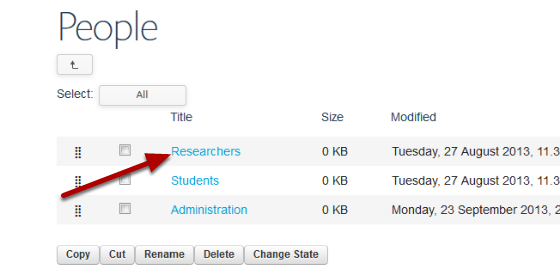 People
Select: All
Title Size Modified
Researchers 0 KB Tuesday, 27 August 2013, 11.3
Students 0 KB Tuesday, 27 August 2013, 11.3
Administration 0 KB Monday, 23 September 2013, 2
Copy Cut Rename Delete Change State